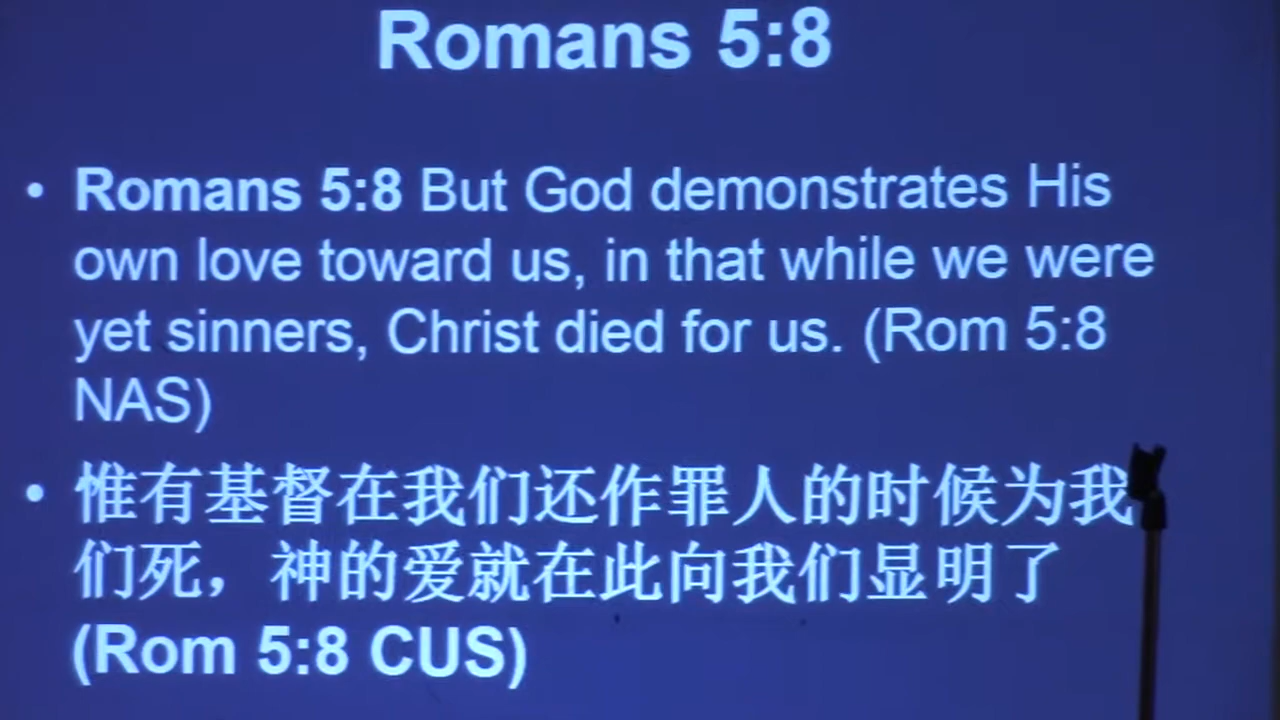 Romans 5:8
• Romans 5:8 But God demonstrates His
own love toward us, in that while we were
yet sinners, Christ died for us. (Rom 5:8
NAS)
• 惟有基督在我们还作罪人的时候为我
们死，神的爱就在此向我们显明了
(Rom 5:8 CUS)